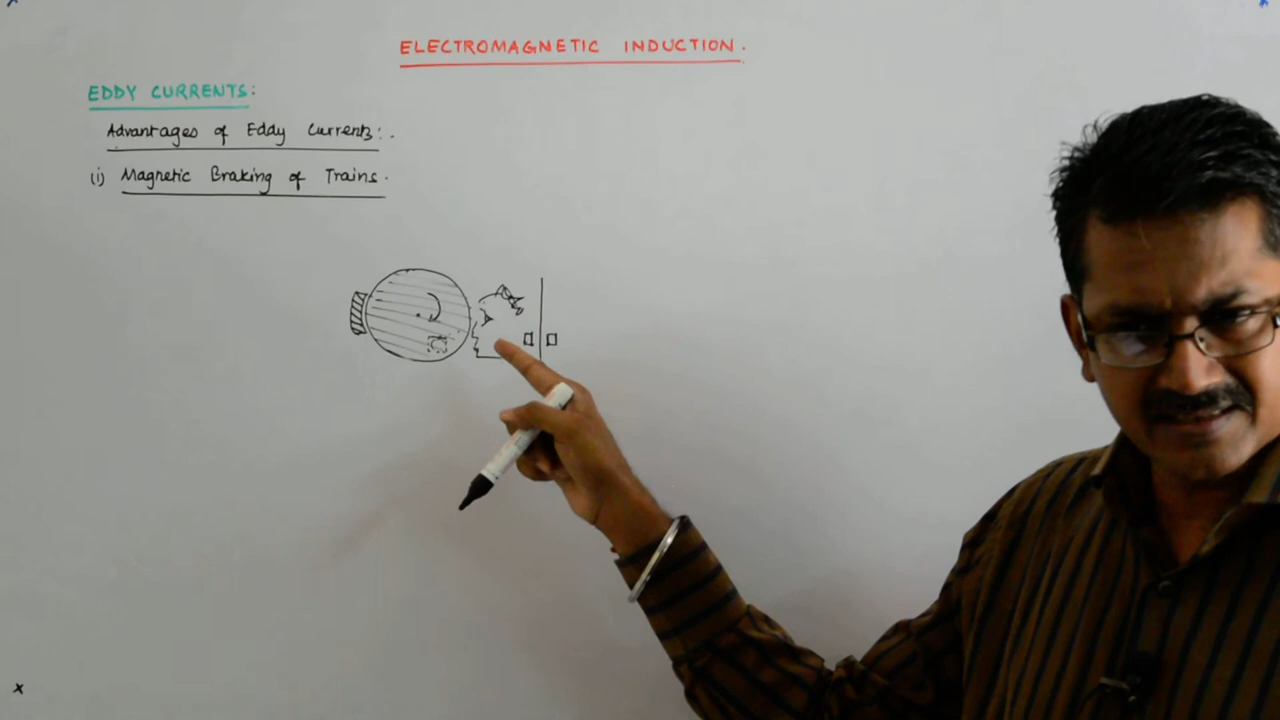 ELECTROMAGNETIC INDUCTION.
EDDY CURRENTS:
Advantages of Eddy Currents:.
(i) Magnetic Braking of Trains.